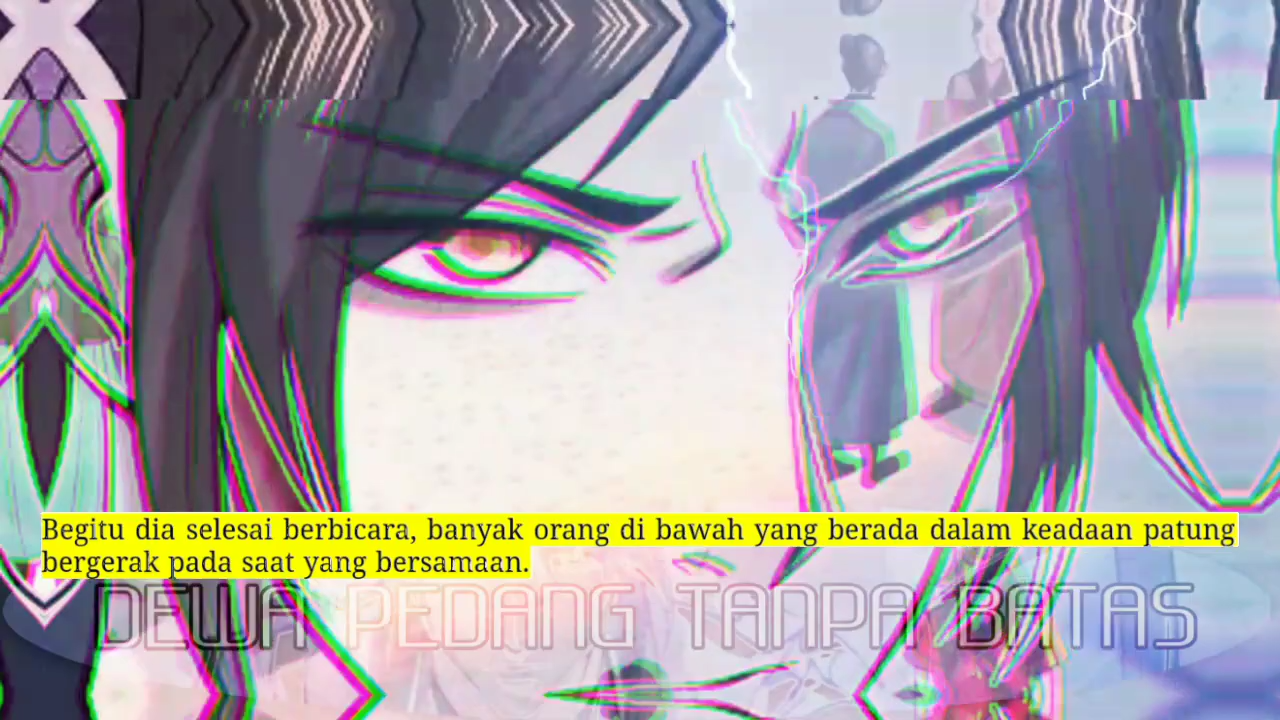 Begitu dia selesai berbicara, banyak orang di bawah yang berada dalam keadaan patung
bergerak pada saat yang bersamaan.
DEWA PEDANG TANPA BATAS